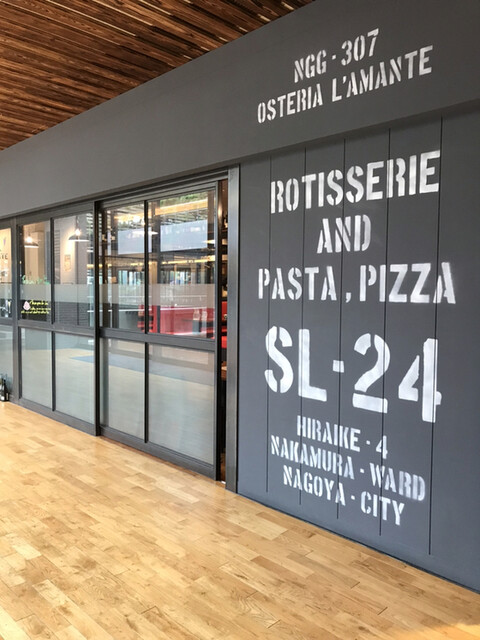 NGG · 307
OSTERIA L'AMANTE
ROTISSERIE
AND
PASTA , PIZZA
SL-24
HIRAIKE · 4
NAKAMURA · WARD
NAGOYA · CITY